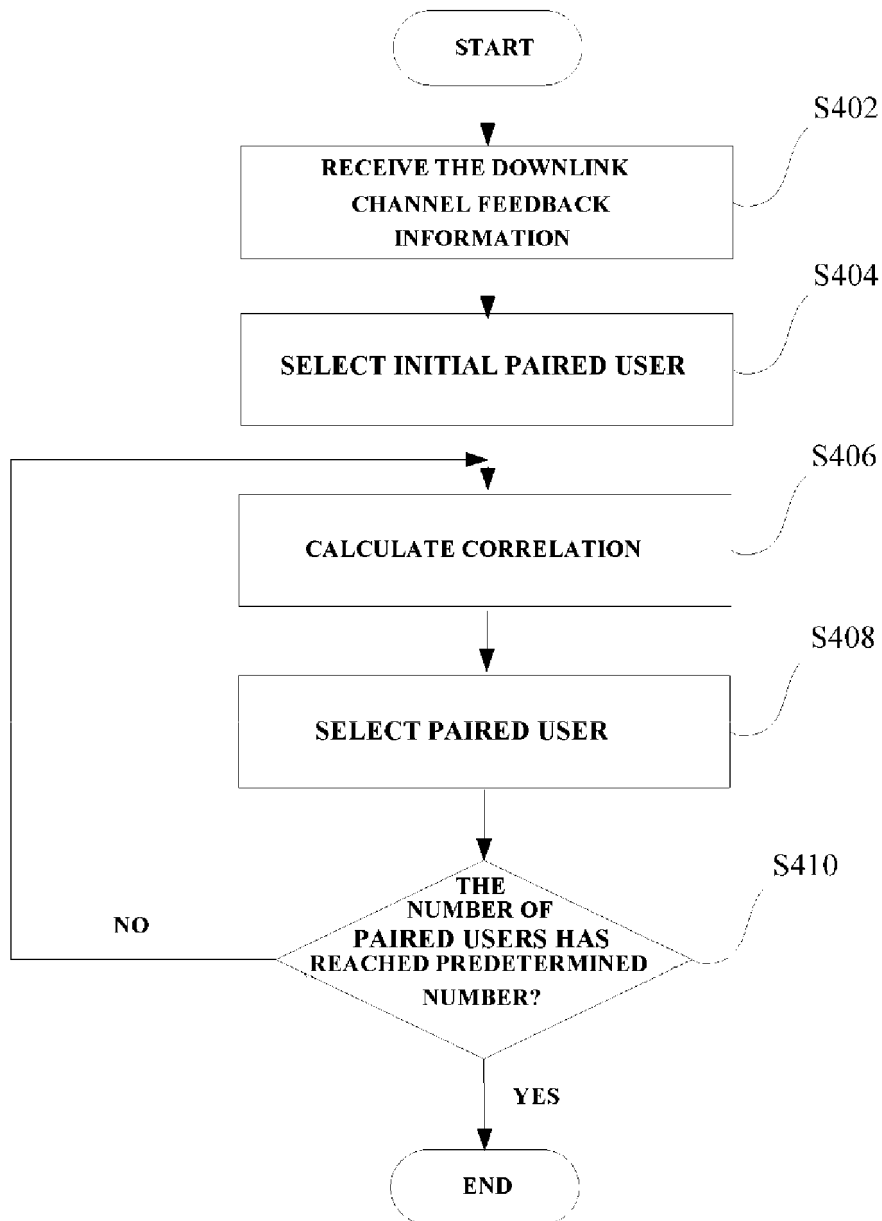 START
S402
RECEIVE THE DOWNLINK
CHANNEL FEEDBACK
INFORMATION
S404
SELECT INITIAL PAIRED USER
S406
CALCULATE CORRELATION
S408
SELECT PAIRED USER
S410
THE
NUMBER OF
PAIRED USERS HAS
REACHED PREDETERMINED
NUMBER?
NO
YES
END